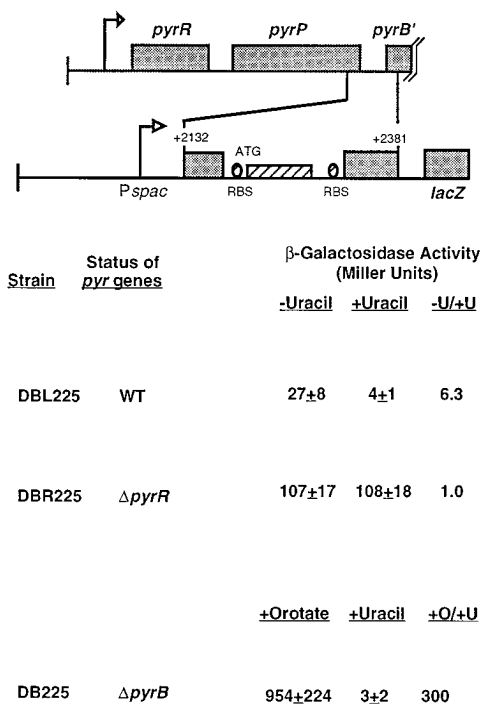 pyrR pyrP pyrB'
+2132 +2381
ATG
Pspac RBS RBS lacZ
β-Galactosidase Activity
(Miller Units)
Strain Status of pyr genes -Uracil +Uracil -U/+U
DBL225 WT 27±8 4±1 6.3
DBR225 ΔpyrR 107±17 108±18 1.0
+Orotate +Uracil +O/+U
DB225 ΔpyrB 954±224 3±2 300